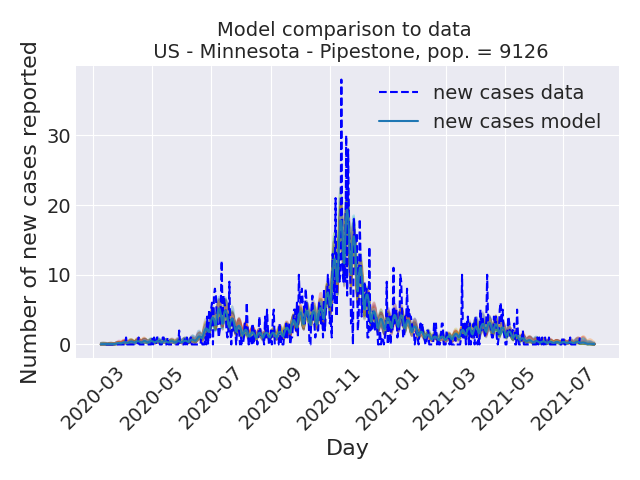 Model comparison to data
US - Minnesota - Pipestone, pop. = 9126
new cases data
new cases model
Number of new cases reported
30
20
10
0
2020-03
2020-05
2020-07
2020-09
2020-11
2021-01
2021-03
2021-05
2021-07
Day